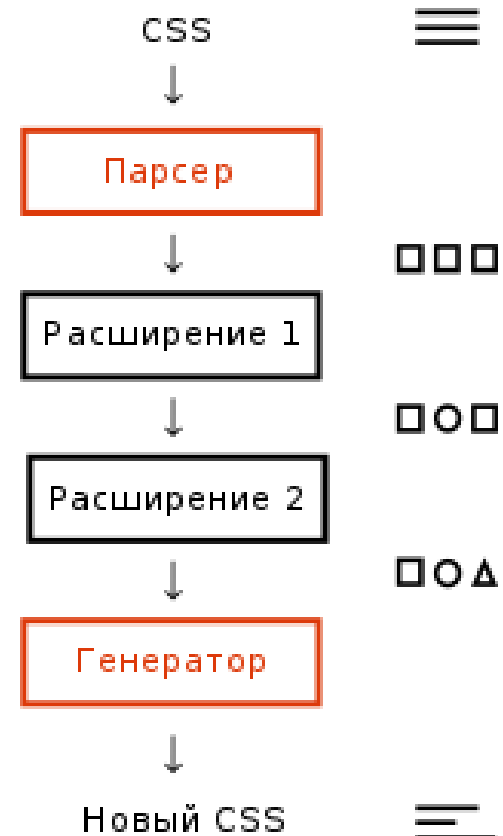 CSS
Парсер
Расширение 1
Расширение 2
Генератор
Новый CSS